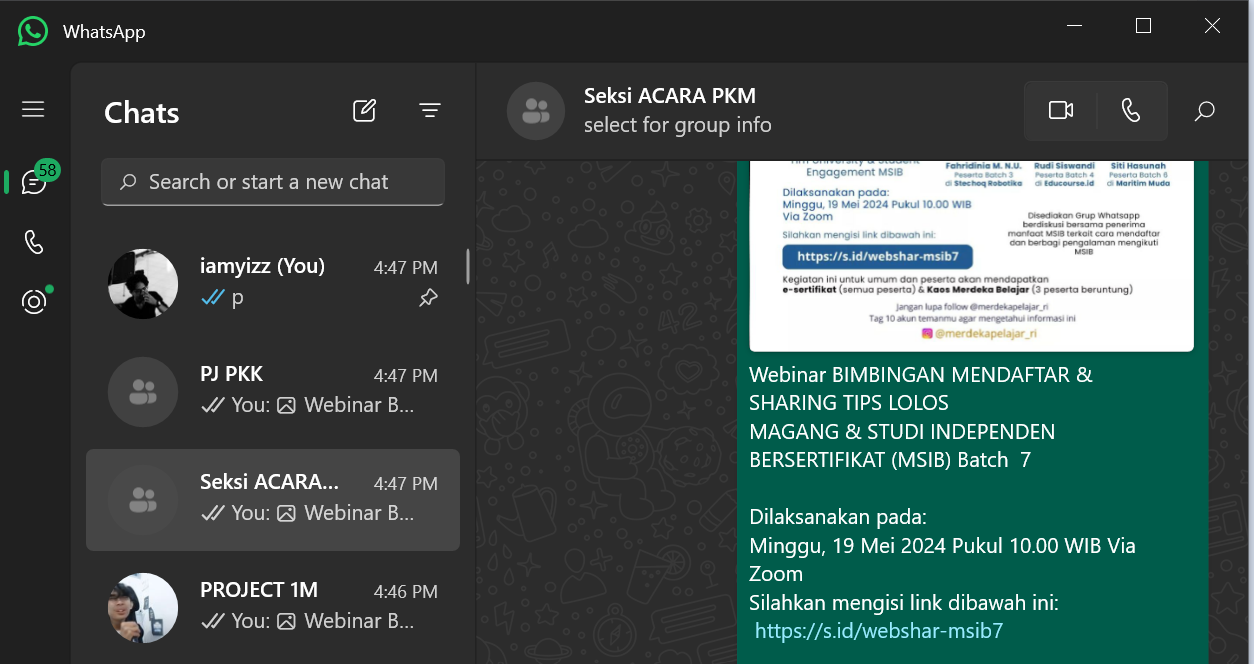 WhatsApp
Chats
58
Search or start a new chat
iamyizz (You)
4:47 PM
p
PJ PKK
4:47 PM
You: Webinar B...
Seksi ACARA...
4:47 PM
You: Webinar B...
PROJECT 1M
4:46 PM
You: Webinar B...
Seksi ACARA PKM
select for group info
Tim University & Student
Engagement MSIB
Fahridinia M. N.U.
Peserta Batch 3
di Stechoq Robotika
Rudi Siswandi
Peserta Batch 4
di Educourse.id
Siti Hasunah
Peserta Batch 6
di Maritim Muda
Dilaksanakan pada:
Minggu, 19 Mei 2024 Pukul 10.00 WIB
Via Zoom
Silahkan mengisi link dibawah ini:
https://s.id/webshar-msib7
Disediakan Grup Whatsapp
berdiskusi bersama penerima
manfaat MSIB terkait cara mendaftar
dan berbagi pengalaman mengikuti
MSIB
Kegiatan ini untuk umum dan peserta akan mendapatkan
e-sertifikat (semua peserta) & Kaos Merdeka Belajar (3 peserta beruntung)
Jangan lupa follow @merdekapelajar_ri
Tag 10 akun temanmu agar mengetahui informasi ini
@merdekapelajar_ri
Webinar BIMBINGAN MENDAFTAR &
SHARING TIPS LOLOS
MAGANG & STUDI INDEPENDEN
BERSERTIFIKAT (MSIB) Batch  7
Dilaksanakan pada:
Minggu, 19 Mei 2024 Pukul 10.00 WIB Via
Zoom
Silahkan mengisi link dibawah ini:
https://s.id/webshar-msib7